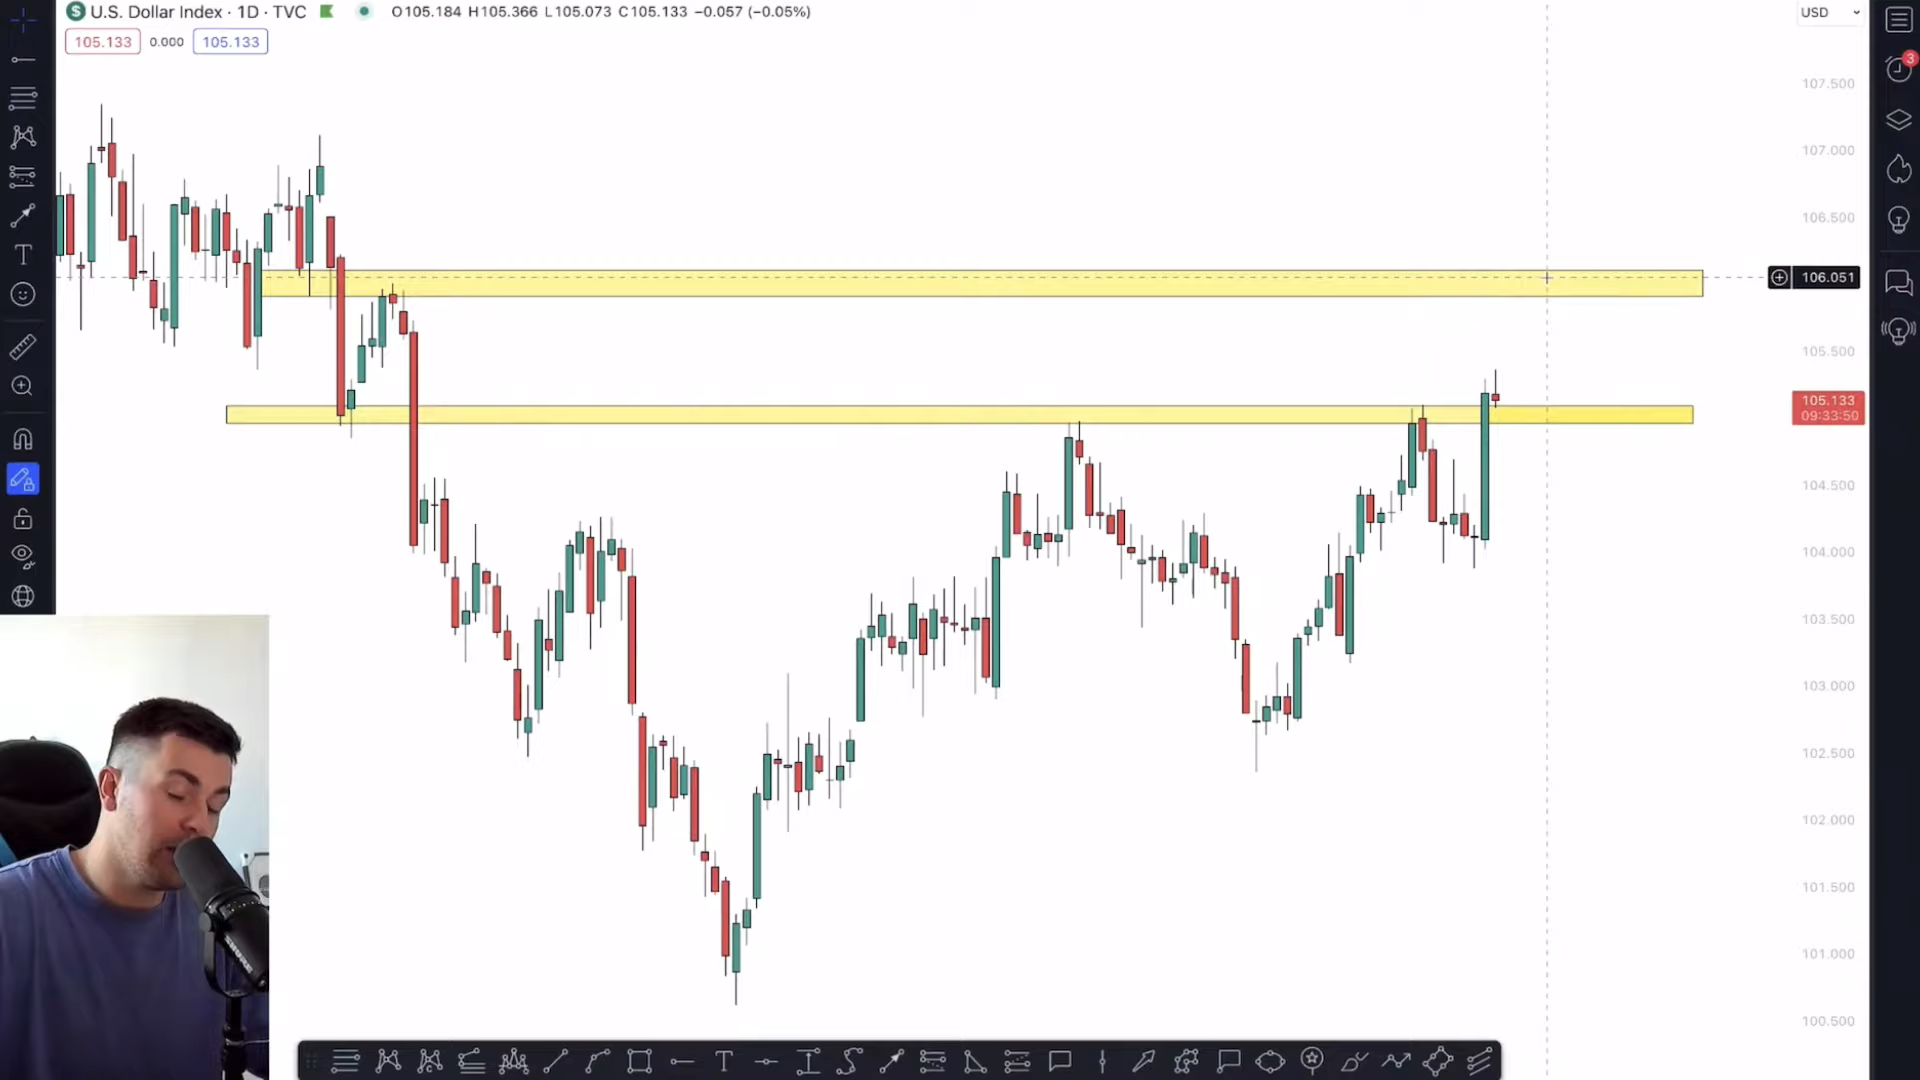 $ U.S. Dollar Index · 1D · TVC O105.184 H105.366 L105.073 C105.133 −0.057 (−0.05%)
USD
105.133 0.000 105.133
3
107.500
107.000
106.500
106.051
105.500
105.133
09:33:50
104.500
104.000
103.500
103.000
102.500
102.000
101.500
101.000
100.500
T
T
SHURE